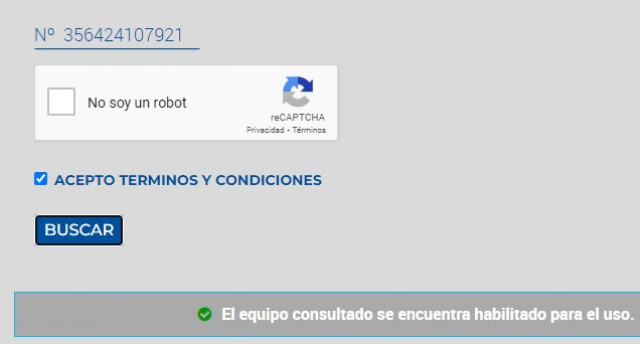 Nº 356424107921
No soy un robot
reCAPTCHA
Privacidad - Términos
ACEPTO TERMINOS Y CONDICIONES
BUSCAR
El equipo consultado se encuentra habilitado para el uso.